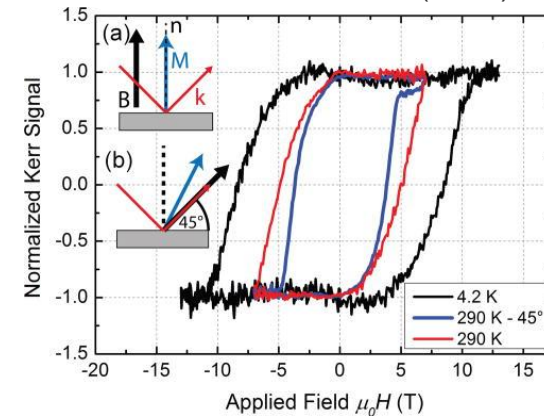 (a)
n
M
B
k
(b)
45°
Normalized Kerr Signal
1.5
1.0
0.5
0.0
-0.5
-1.0
-1.5
4.2 K
290 K - 45°
290 K
-20 -15 -10 -5 0 5 10 15
Applied Field μ₀H (T)